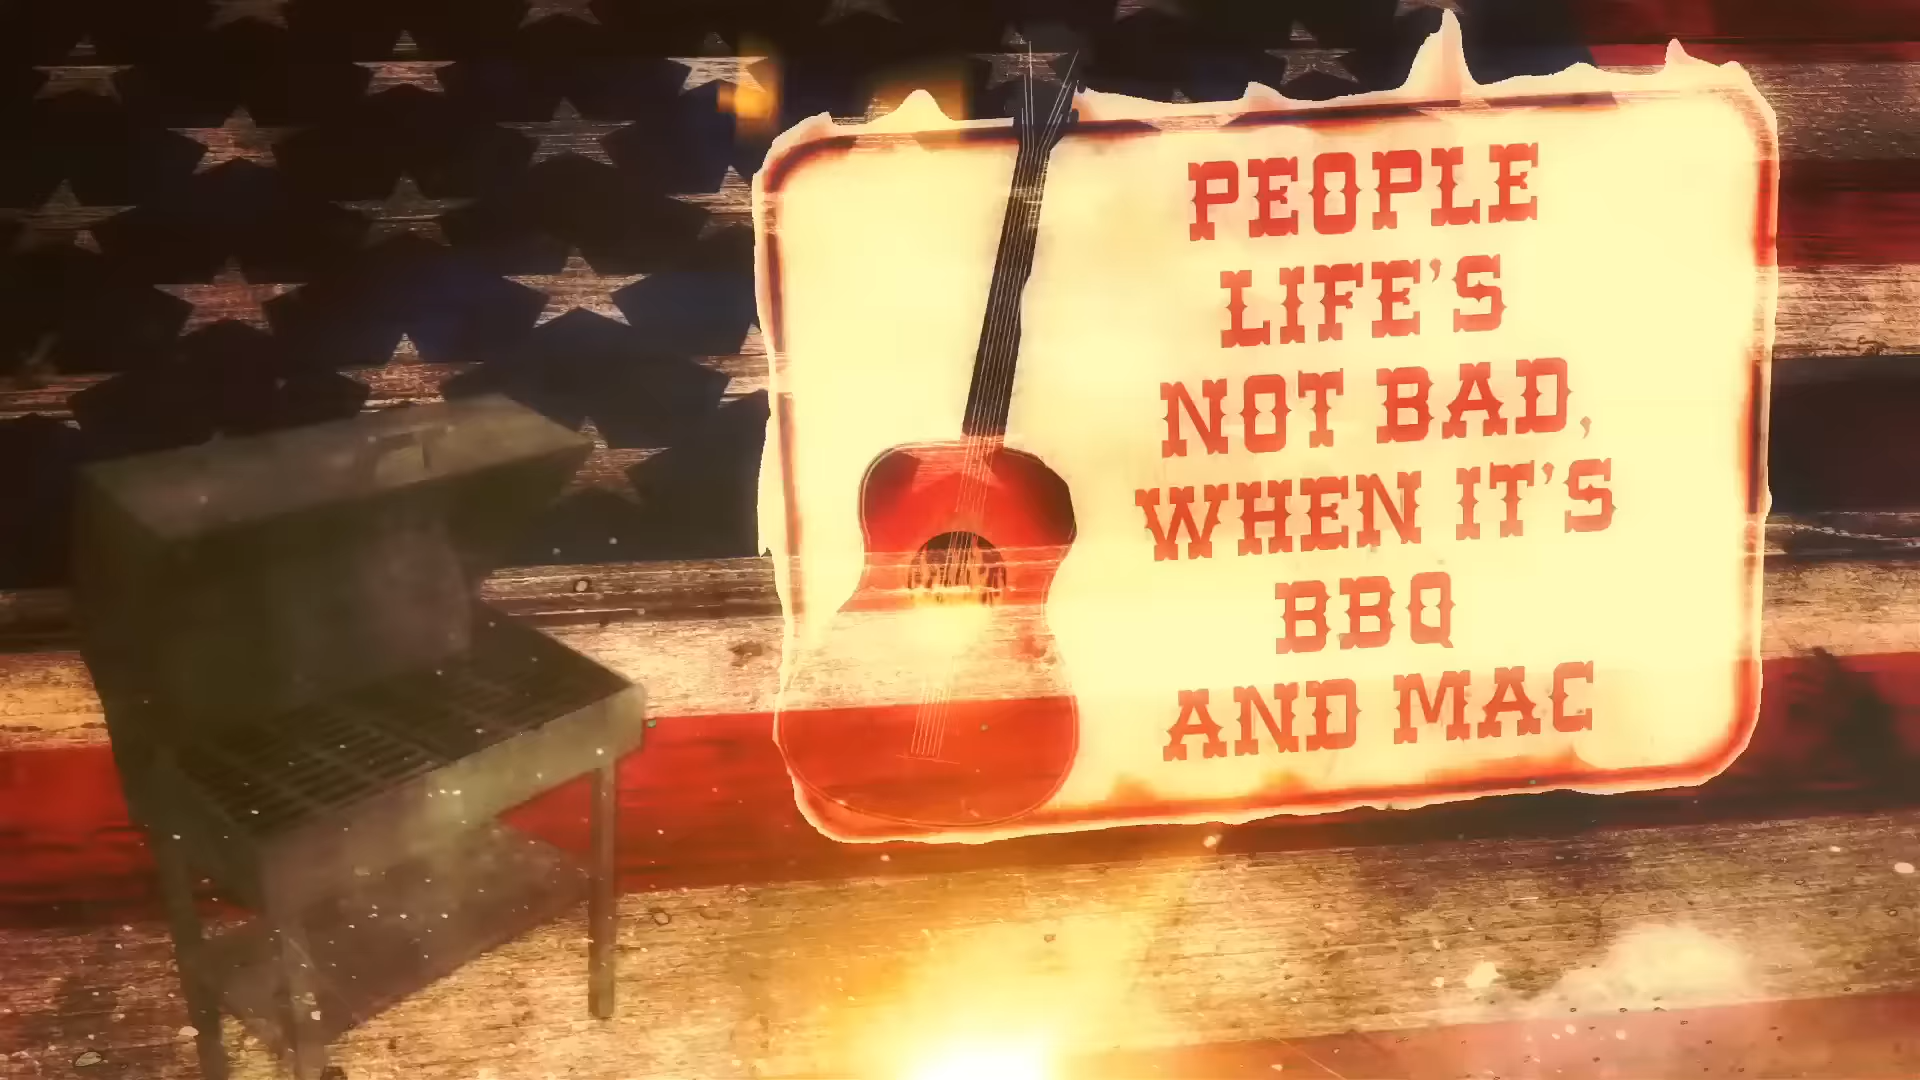 PEOPLE
LIFE'S
NOT BAD,
WHEN IT'S
BBQ
AND MAC